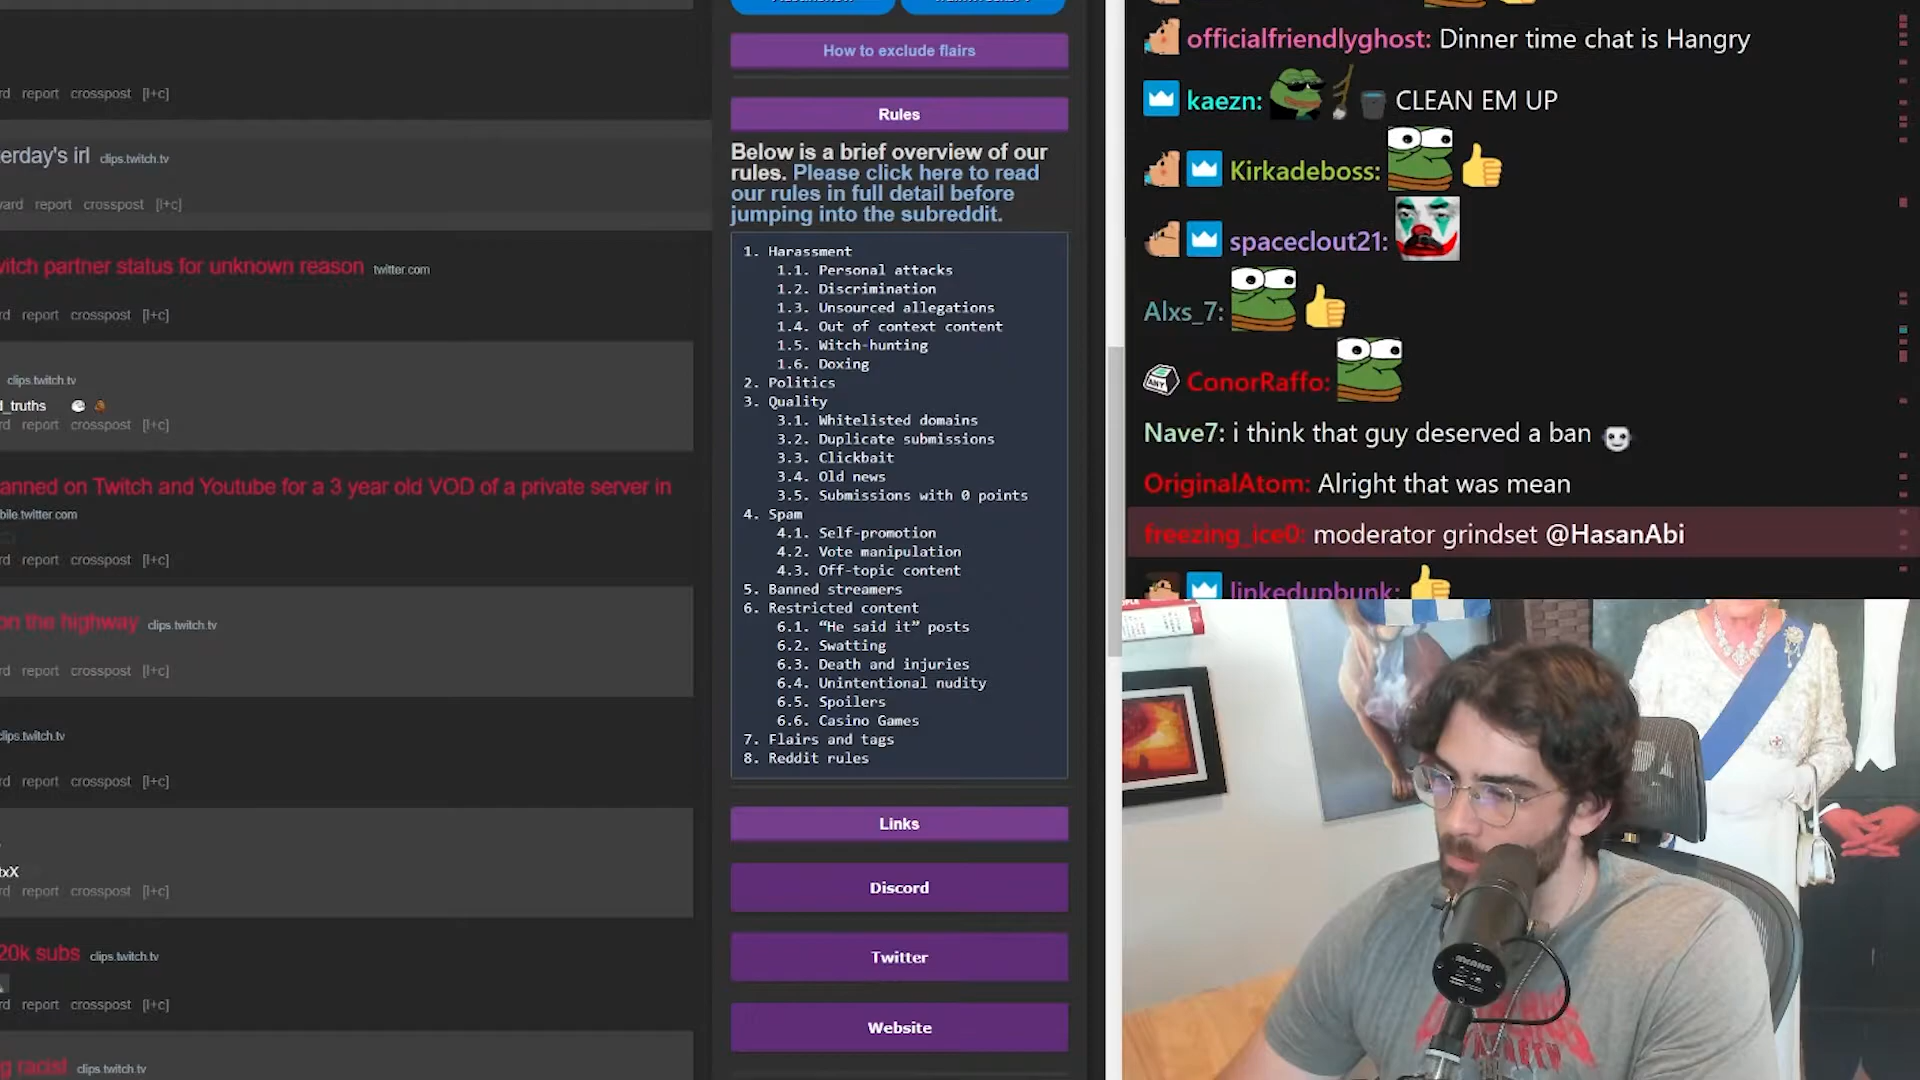 report crosspost [l+c]
erday's irl clips.twitch.tv
report crosspost [l+c]
witch partner status for unknown reason twitter.com
report crosspost [l+c]
clips.twitch.tv
_truths
report crosspost [l+c]
anned on Twitch and Youtube for a 3 year old VOD of a private server in
bile.twitter.com
report crosspost [l+c]
on the highway clips.twitch.tv
report crosspost [l+c]
clips.twitch.tv
report crosspost [l+c]
txX
report crosspost [l+c]
20k subs clips.twitch.tv
report crosspost [l+c]
g racist clips.twitch.tv
How to exclude flairs
Rules
Below is a brief overview of our
rules. Please click here to read
our rules in full detail before
jumping into the subreddit.
1. Harassment
1.1. Personal attacks
1.2. Discrimination
1.3. Unsourced allegations
1.4. Out of context content
1.5. Witch-hunting
1.6. Doxing
2. Politics
3. Quality
3.1. Whitelisted domains
3.2. Duplicate submissions
3.3. Clickbait
3.4. Old news
3.5. Submissions with 0 points
4. Spam
4.1. Self-promotion
4.2. Vote manipulation
4.3. Off-topic content
5. Banned streamers
6. Restricted content
6.1. “He said it” posts
6.2. Swatting
6.3. Death and injuries
6.4. Unintentional nudity
6.5. Spoilers
6.6. Casino Games
7. Flairs and tags
8. Reddit rules
Links
Discord
Twitter
Website
officialfriendlyghost: Dinner time chat is Hangry
kaezn: CLEAN EM UP
Kirkadeboss:
spaceclout21:
Alxs_7:
ANY ConorRaffo:
Nave7: i think that guy deserved a ban
OriginalAtom: Alright that was mean
freezing_ice0: moderator grindset @HasanAbi
linkedupbunk: